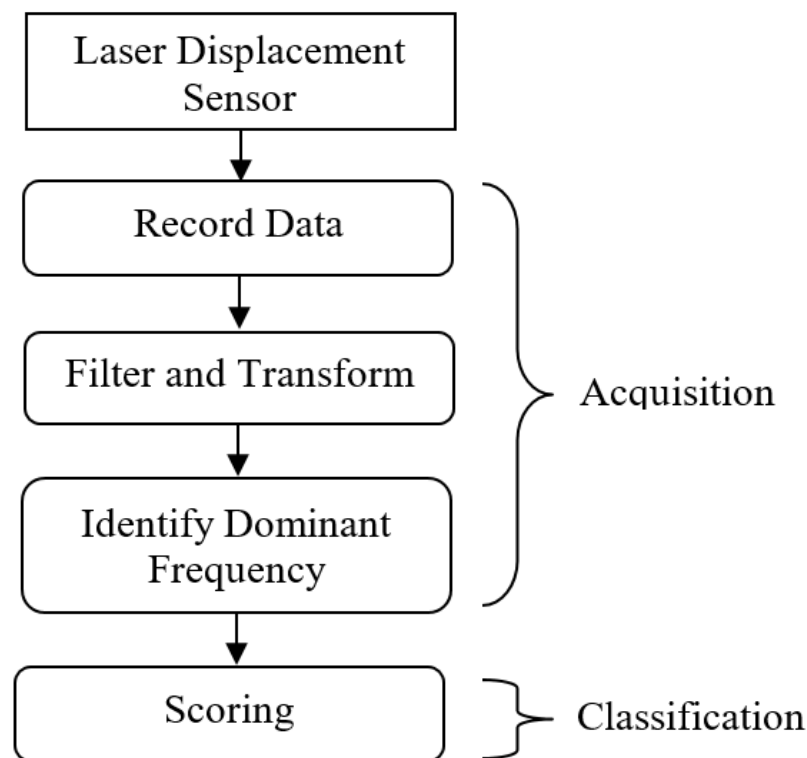 Laser Displacement
Sensor
Record Data
Filter and Transform
Acquisition
Identify Dominant
Frequency
Scoring
Classification